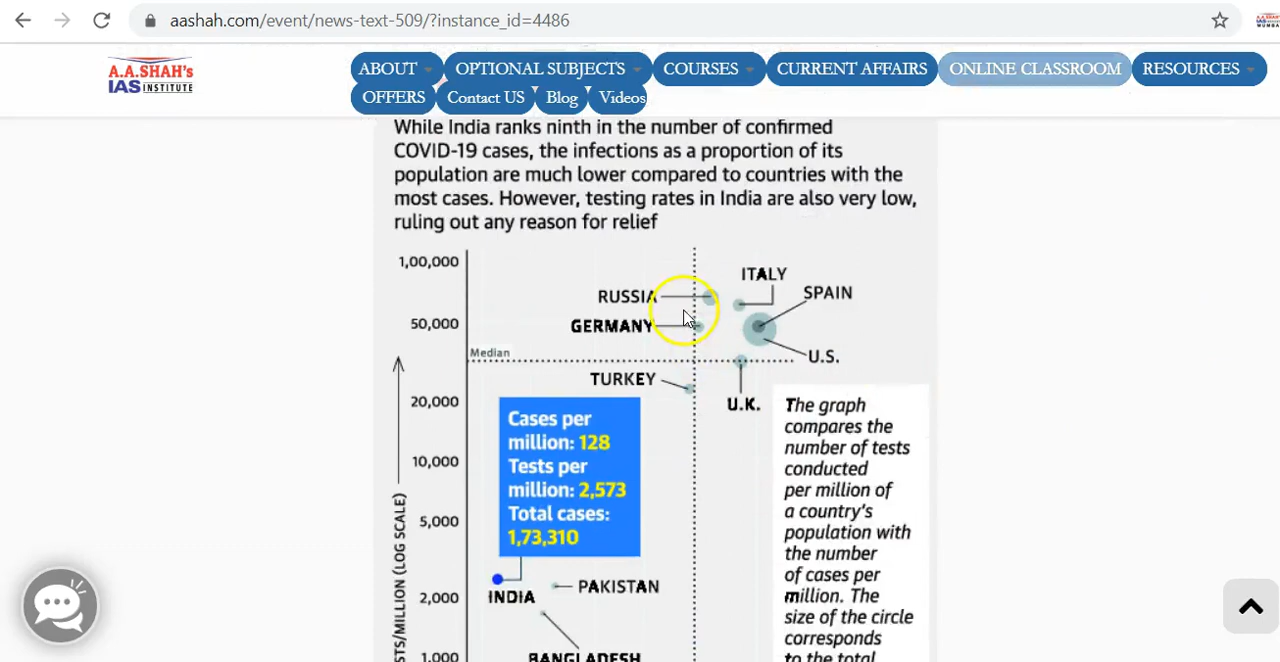 aashah.com/event/news-text-509/?instance_id=4486
A.A.SHAH's
IAS INSTITUTE
ABOUT
OPTIONAL SUBJECTS
COURSES
CURRENT AFFAIRS
ONLINE CLASSROOM
RESOURCES
OFFERS
Contact US
Blog
Videos
While India ranks ninth in the number of confirmed
COVID-19 cases, the infections as a proportion of its
population are much lower compared to countries with the
most cases. However, testing rates in India are also very low,
ruling out any reason for relief
1,00,000
ITALY
RUSSIA
SPAIN
50,000
GERMANY
Median
U.S.
TURKEY
20,000
U.K.
Cases per
million: 128
Tests per
million: 2,573
Total cases:
1,73,310
10,000
5,000
2,000
1,000
INDIA
PAKISTAN
BANGLADESH
STS/MILLION (LOG SCALE)
The graph
compares the
number of tests
conducted
per million of
a country's
population with
the number
of cases per
million. The
size of the circle
corresponds
to the total